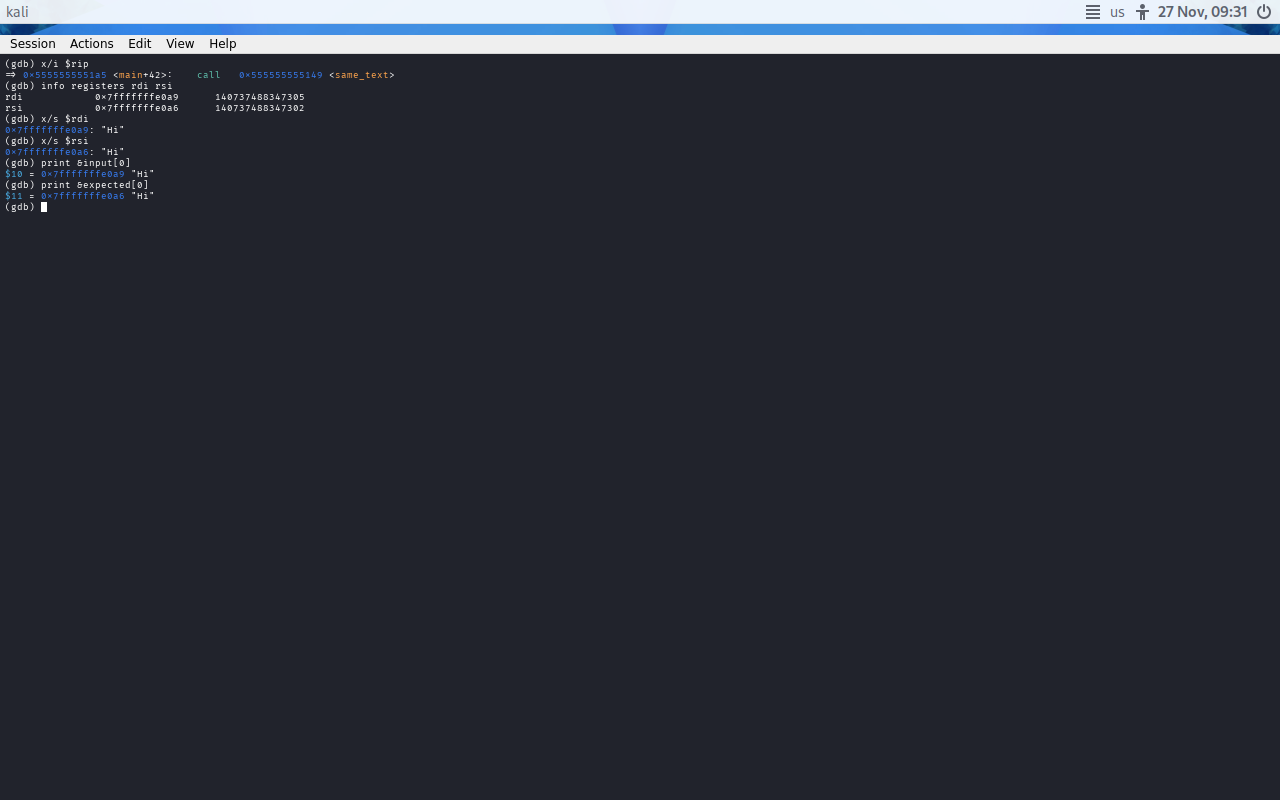 kali
us 27 Nov, 09:31
Session Actions Edit View Help
(gdb) x/i $rip
=> 0x5555555551a5 <main+42>:    call   0x555555555149 <same_text>
(gdb) info registers rdi rsi
rdi            0x7fffffffe0a9      140737488347305
rsi            0x7fffffffe0a6      140737488347302
(gdb) x/s $rdi
0x7fffffffe0a9: "Hi"
(gdb) x/s $rsi
0x7fffffffe0a6: "Hi"
(gdb) print &input[0]
$10 = 0x7fffffffe0a9 "Hi"
(gdb) print &expected[0]
$11 = 0x7fffffffe0a6 "Hi"
(gdb)